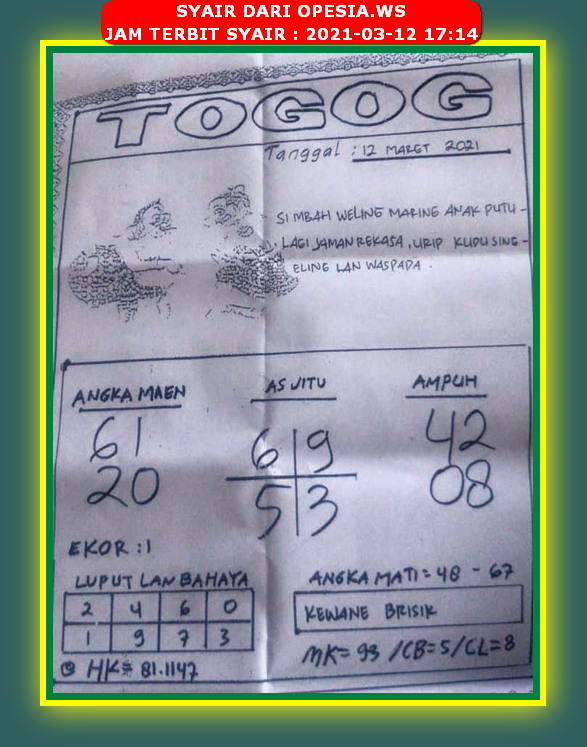 SYAIR DARI OPESIA.WS
JAM TERBIT SYAIR : 2021-03-12 17:14
TOGOG
Tanggal : 12 MARET 2021
SI MBAH WELING MARING ANAK PUTU -
LAGI JAMAN REKASA, URIP KUDU SING -
ELING LAN WASPADA.
ANGKA MAEN
61
20
AS JITU
6 9
5 3
AMPUH
42
08
EKOR : 1
LUPUT LAN BAHAYA
2 4 6 0
1 9 7 3
HK = 81.1147
ANGKA MATI = 48 - 67
KEWANE BRISIK
MK = 93 / CB = 5 / CL = 8